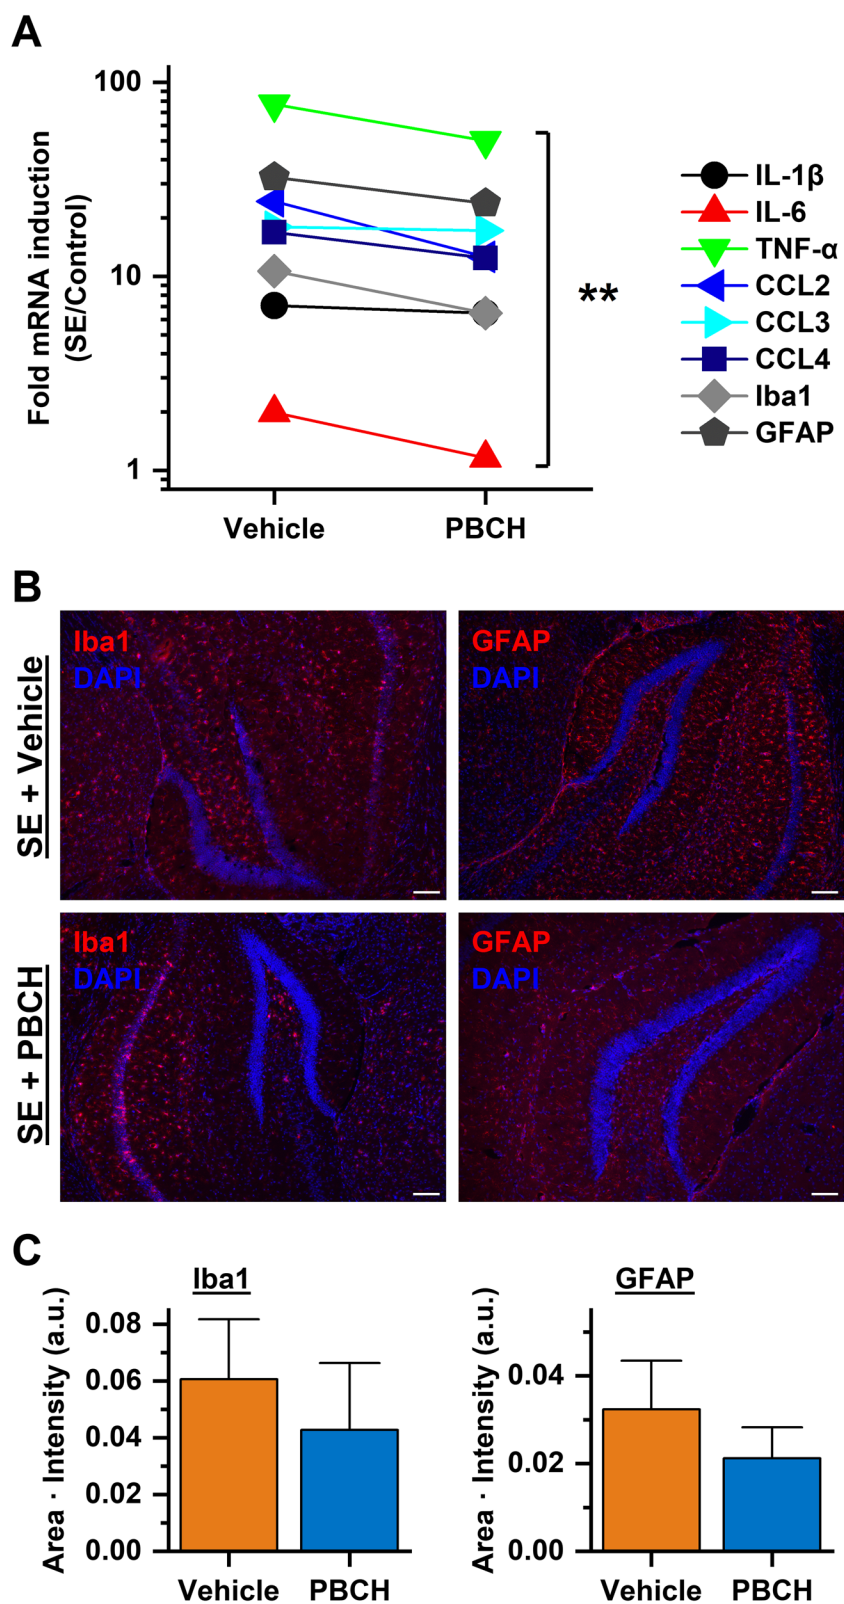 A
Fold mRNA induction
(SE/Control)
100
10
1
Vehicle
PBCH
**
IL-1β
IL-6
TNF-α
CCL2
CCL3
CCL4
Iba1
GFAP
B
SE + Vehicle
Iba1
DAPI
GFAP
DAPI
SE + PBCH
Iba1
DAPI
GFAP
DAPI
C
Iba1
Area · Intensity (a.u.)
0.08
0.06
0.04
0.02
0.00
Vehicle
PBCH
GFAP
Area · Intensity (a.u.)
0.04
0.02
0.00
Vehicle
PBCH